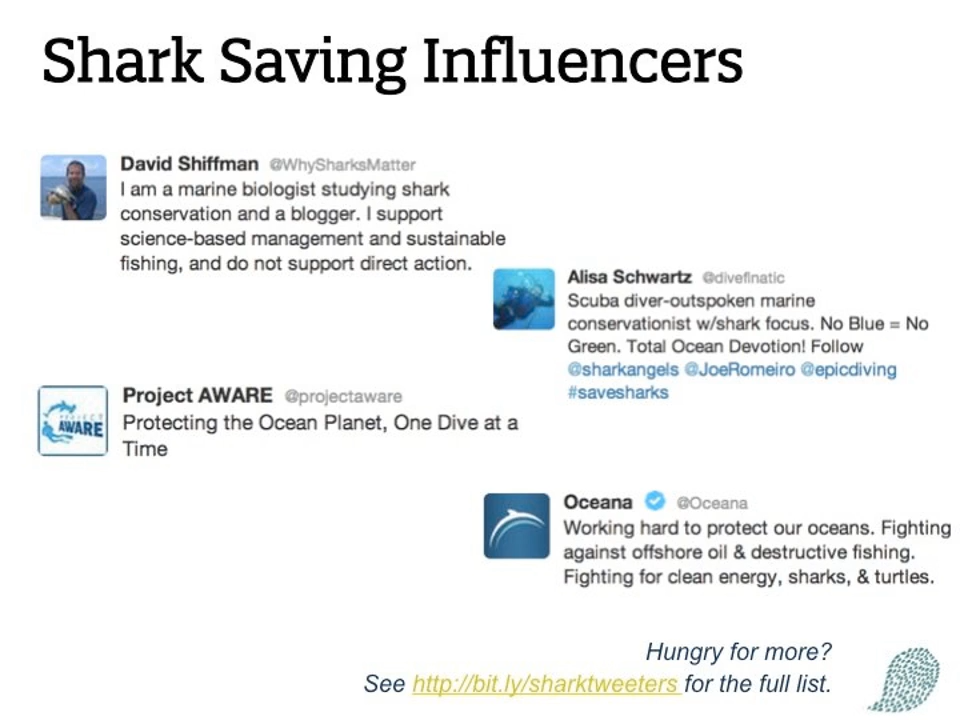 Shark Saving Influencers
David Shiffman @WhySharksMatter
I am a marine biologist studying shark
conservation and a blogger. I support
science-based management and sustainable
fishing, and do not support direct action.
Alisa Schwartz @diveflnatic
Scuba diver-outspoken marine
conservationist w/shark focus. No Blue = No
Green. Total Ocean Devotion! Follow
@sharkangels @JoeRomeiro @epicdiving
#savesharks
PROJECT
AWARE
Project AWARE @projectaware
Protecting the Ocean Planet, One Dive at a
Time
Oceana @Oceana
Working hard to protect our oceans. Fighting
against offshore oil & destructive fishing.
Fighting for clean energy, sharks, & turtles.
Hungry for more?
See http://bit.ly/sharktweeters for the full list.